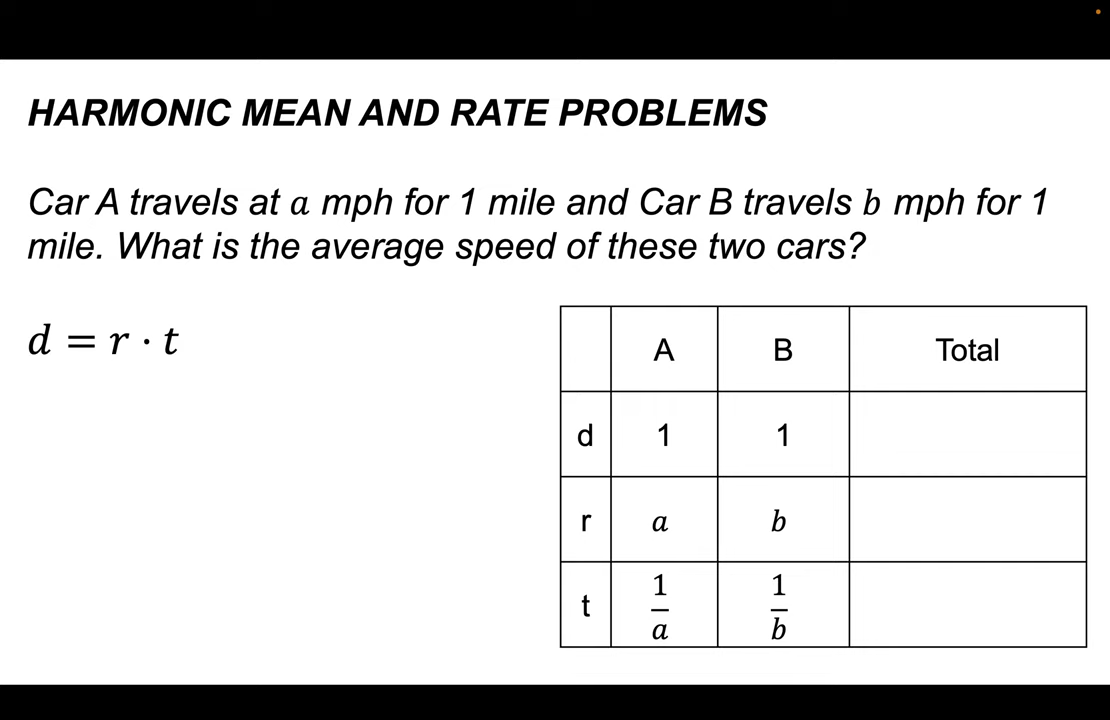 HARMONIC MEAN AND RATE PROBLEMS
Car A travels at a mph for 1 mile and Car B travels b mph for 1
mile. What is the average speed of these two cars?
d = r · t
A B Total
d 1 1
r a b
t 1/a 1/b